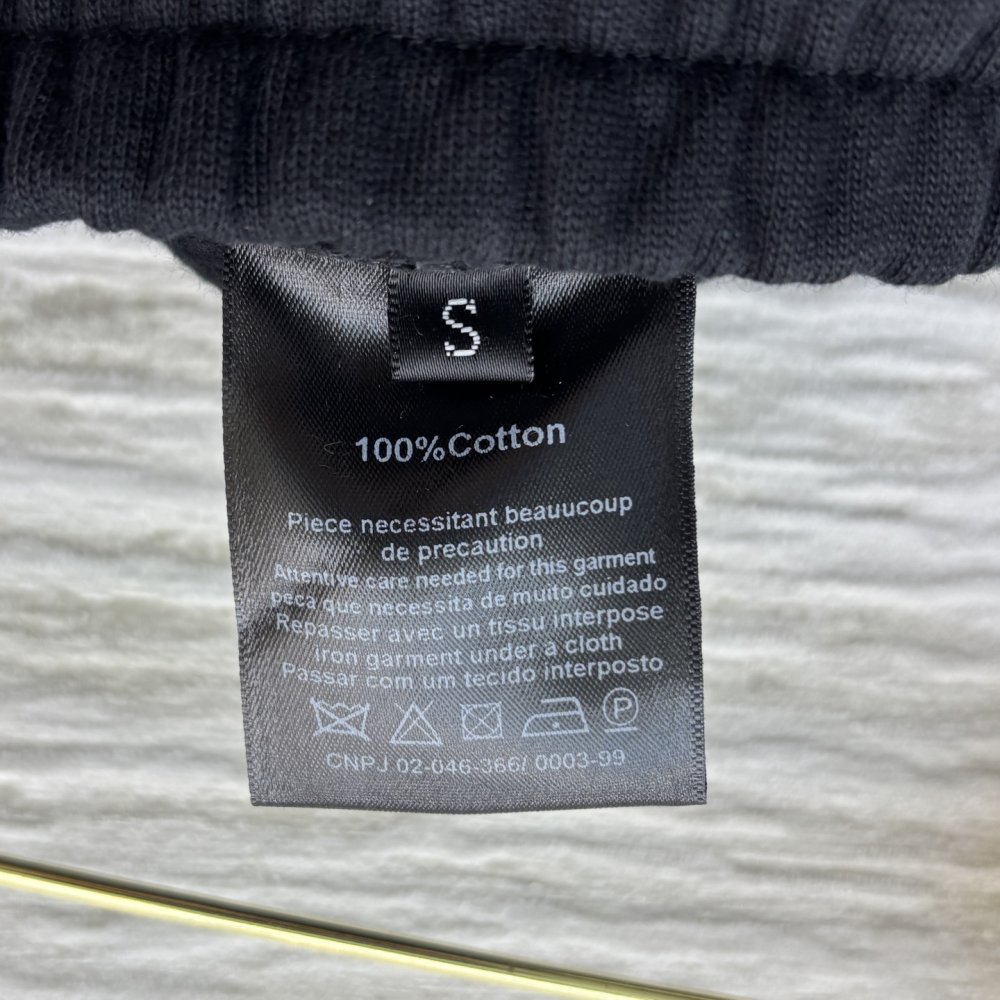 S
100%Cotton
Piece necessitant beauucoup
de precaution
Attentive care needed for this garment
peca que necessita de muito cuidado
Repasser avec un tissu interpose
Iron garment under a cloth
Passar com um tecido interposto
P
CNPJ 02-046-366/ 0003-99